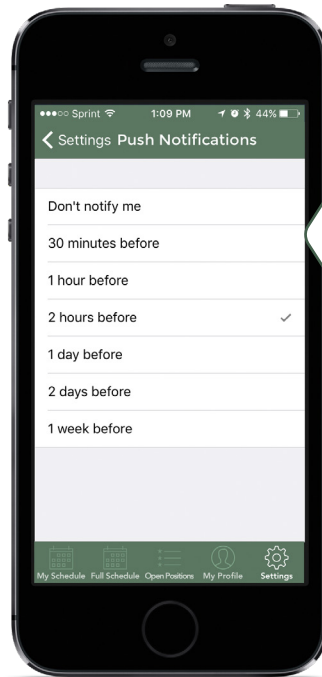 Sprint 1:09 PM 44%
Settings Push Notifications
Don't notify me
30 minutes before
1 hour before
2 hours before
1 day before
2 days before
1 week before
My Schedule Full Schedule Open Positions My Profile Settings